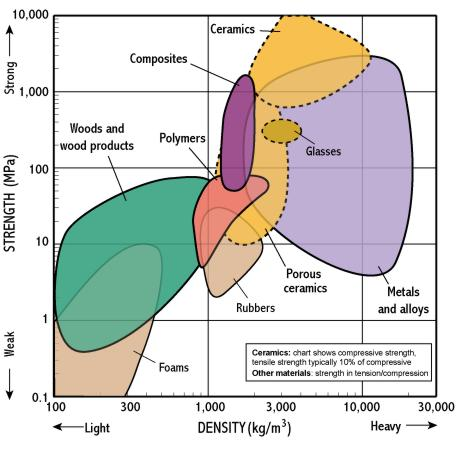 10,000
Ceramics
Strong
Composites
1,000
Woods and
wood products
Polymers
Glasses
100
STRENGTH (MPa)
10
Porous
ceramics
Metals
and alloys
Rubbers
1
Weak
Foams
Ceramics: chart shows compressive strength,
tensile strength typically 10% of compressive
Other materials: strength in tension/compression
0.1
100 300 1,000 3,000 10,000 30,000
Light DENSITY (kg/m³) Heavy